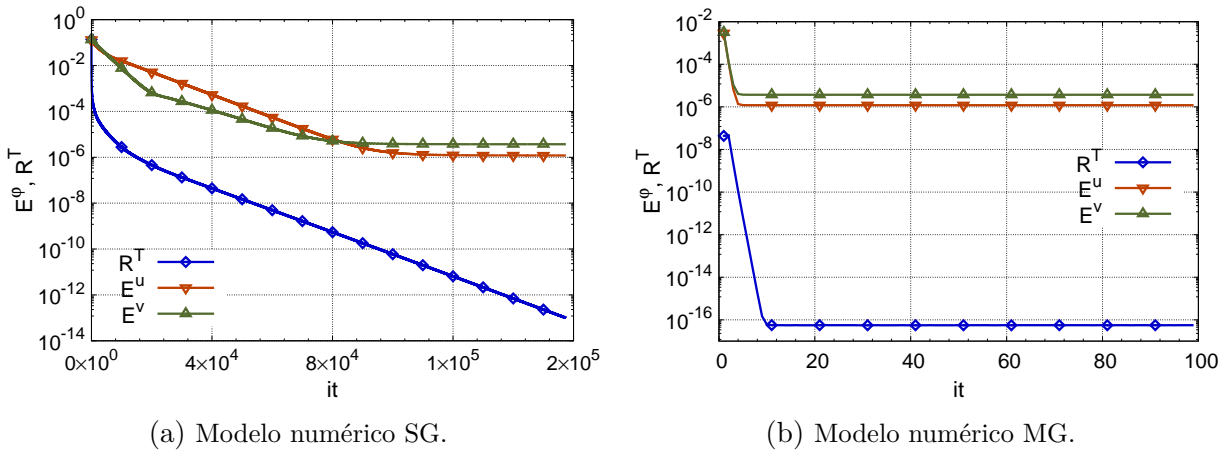 10^0
10^-2
10^-4
10^-6
10^-8
10^-10
10^-12
10^-14
E^φ, R^T
R^T
E^u
E^v
0×10^0 4×10^4 8×10^4 1×10^5 2×10^5
it
(a) Modelo numérico SG.
10^-2
10^-4
10^-6
10^-8
10^-10
10^-12
10^-14
10^-16
E^φ, R^T
R^T
E^u
E^v
0 20 40 60 80 100
it
(b) Modelo numérico MG.